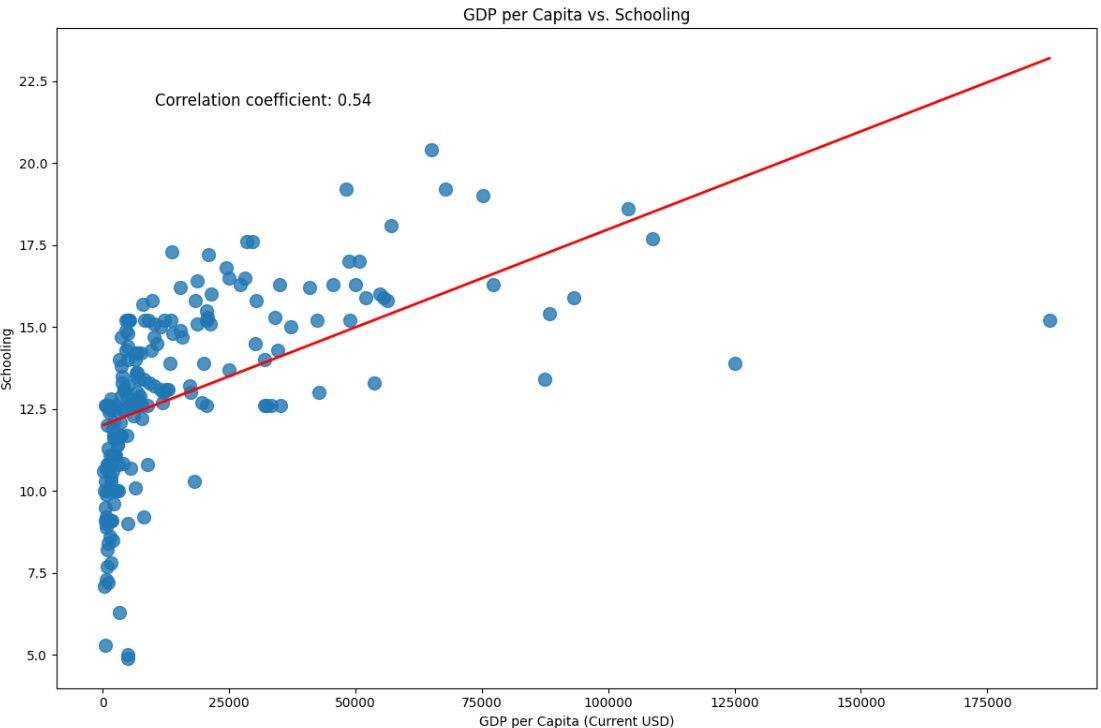 GDP per Capita vs. Schooling
Correlation coefficient: 0.54
Schooling
22.5
20.0
17.5
15.0
12.5
10.0
7.5
5.0
0 25000 50000 75000 100000 125000 150000 175000
GDP per Capita (Current USD)